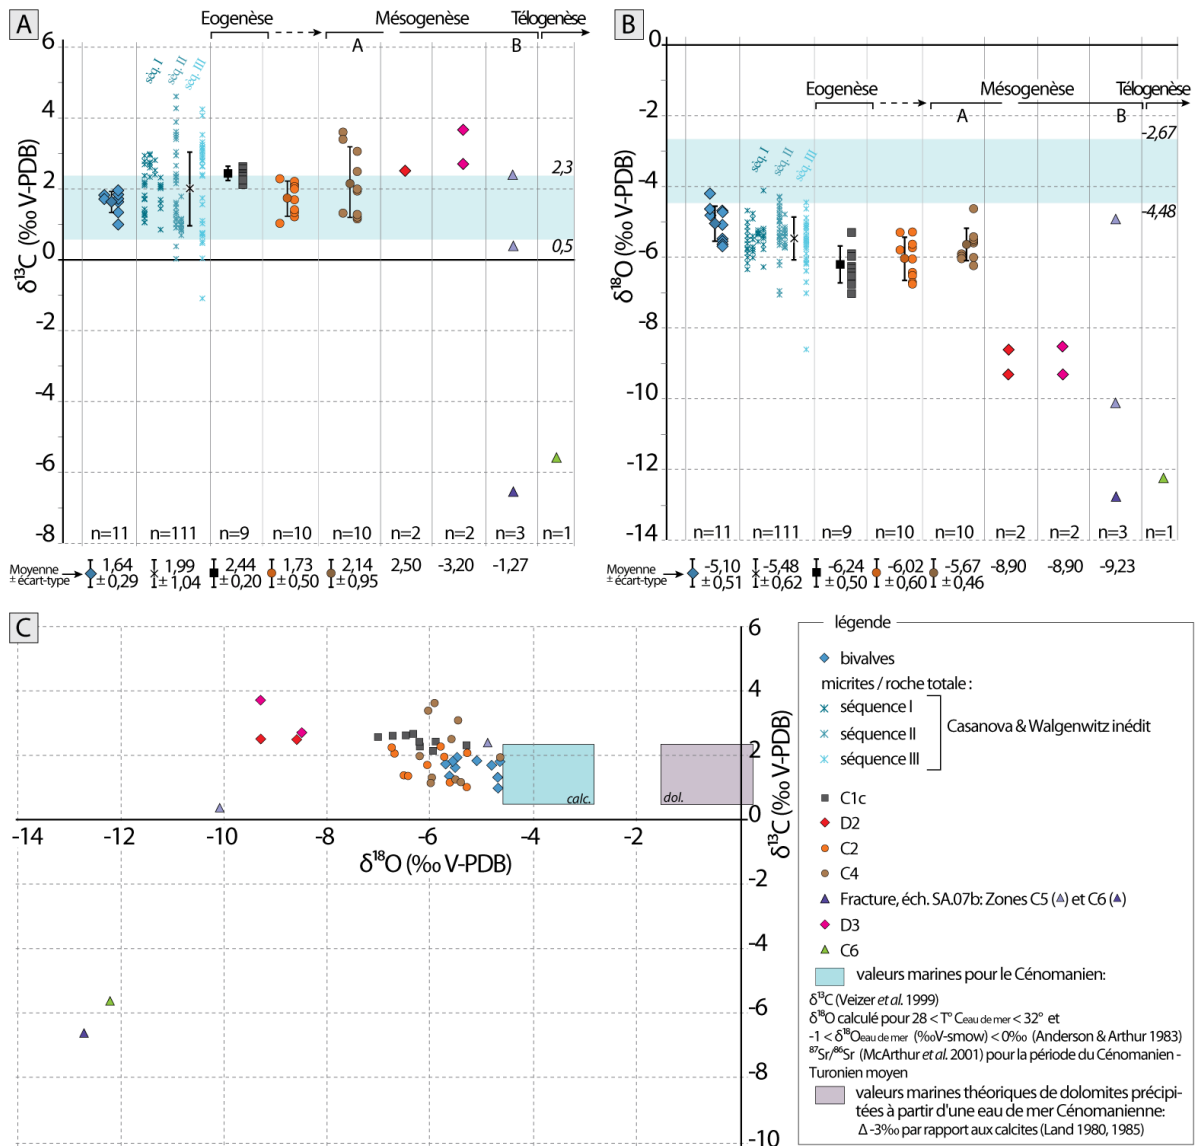 A
Eogenèse
Mésogenèse
Télogenèse
A
B
6
4
2
0
-2
-4
-6
-8
δ13C (‰ V-PDB)
séq. I
séq. II
séq. III
2,3
0,5
n=11
n=111
n=9
n=10
n=10
n=2
n=2
n=3
n=1
Moyenne
± écart-type
1,64
± 0,29
1,99
± 1,04
2,44
± 0,20
1,73
± 0,50
2,14
± 0,95
2,50
-3,20
-1,27
B
0
-2
-4
-6
-8
-10
-12
-14
δ18O (‰ V-PDB)
Eogenèse
Mésogenèse
Télogenèse
A
B
séq. I
séq. II
séq. III
-2,67
-4,48
n=11
n=111
n=9
n=10
n=10
n=2
n=2
n=3
n=1
Moyenne
± écart-type
-5,10
± 0,51
-5,48
± 0,62
-6,24
± 0,50
-6,02
± 0,60
-5,67
± 0,46
-8,90
-8,90
-9,23
C
6
4
2
0
-2
-4
-6
-8
-10
δ13C (‰ V-PDB)
-14
-12
-10
-8
-6
-4
-2
δ18O (‰ V-PDB)
calc.
dol.
légende
bivalves
micrites / roche totale :
séquence I
séquence II
séquence III
Casanova & Walgenwitz inédit
C1c
D2
C2
C4
Fracture, éch. SA.07b: Zones C5 ( ) et C6 ( )
D3
C6
valeurs marines pour le Cénomanien:
δ13C (Veizer et al. 1999)
δ18O calculé pour 28 < T° Ceau de mer < 32° et
-1 < δ18Oeau de mer (‰V-smow) < 0‰ (Anderson & Arthur 1983)
87Sr/86Sr (McArthur et al. 2001) pour la période du Cénomanien -
Turonien moyen
valeurs marines théoriques de dolomites précipi-
tées à partir d'une eau de mer Cénomanienne:
Δ -3‰ par rapport aux calcites (Land 1980, 1985)